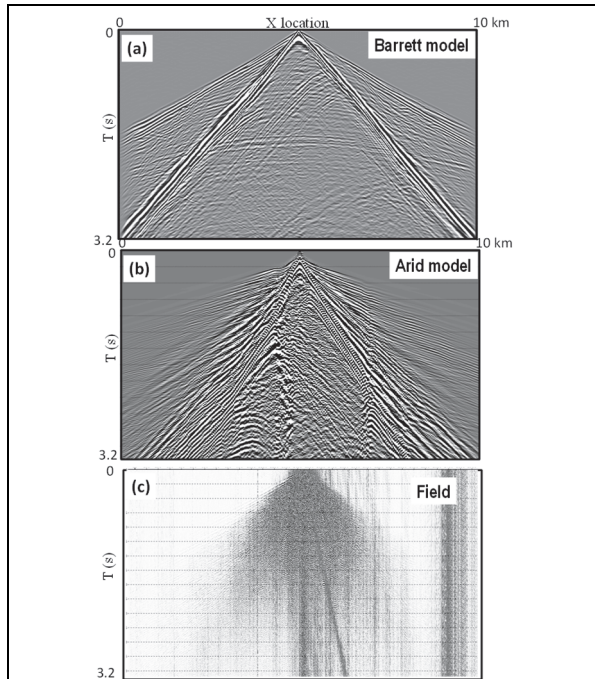 0 X location 10 km
0
(a) Barrett model
T (s)
3.2
0 10 km
0
(b) Arid model
T (s)
3.2
0
(c) Field
T (s)
3.2